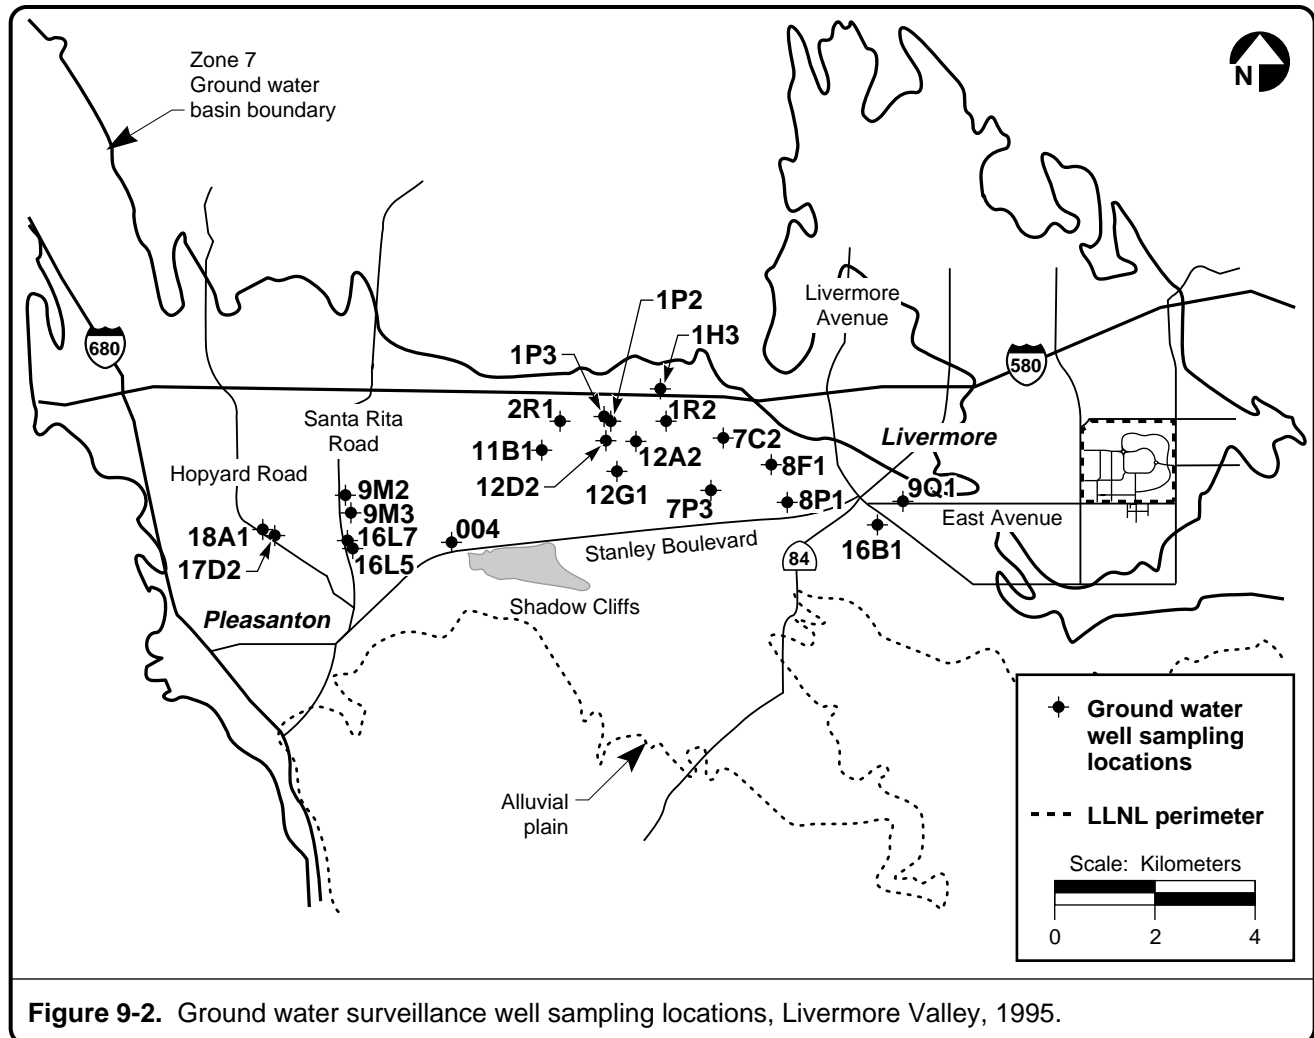 Zone 7
Ground water
basin boundary
N
1P2
1H3
1P3
Livermore
Avenue
680
580
2R1
1R2
Santa Rita
Road
Livermore
7C2
11B1
12A2
Hopyard Road
8F1
12D2
12G1
9M2
9Q1
7P3
8P1
9M3
East Avenue
004
18A1
16L7
Stanley Boulevard
16B1
17D2
16L5
84
Shadow Cliffs
Pleasanton
Alluvial
plain
Ground water
well sampling
locations
LLNL perimeter
Scale: Kilometers
0 2 4
Figure 9-2. Ground water surveillance well sampling locations, Livermore Valley, 1995.